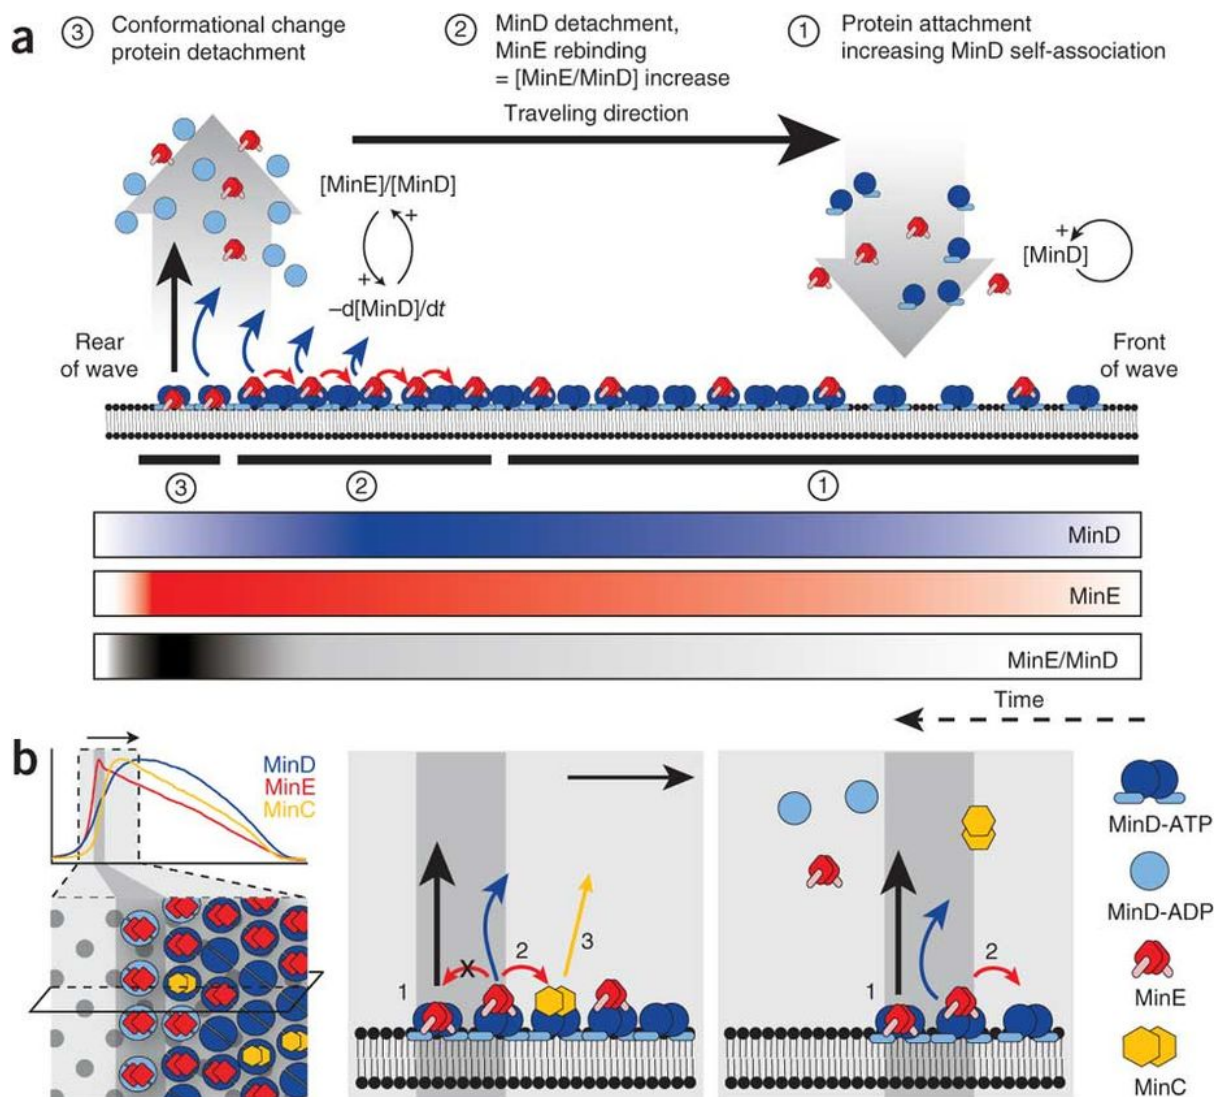 a
③ Conformational change
protein detachment
② MinD detachment,
MinE rebinding
= [MinE/MinD] increase
① Protein attachment
increasing MinD self-association
Traveling direction
[MinE]/[MinD]
+
+
–d[MinD]/dt
+
[MinD]
Rear
of wave
Front
of wave
③
②
①
MinD
MinE
MinE/MinD
Time
b
MinD
MinE
MinC
1
x
2
3
1
2
MinD-ATP
MinD-ADP
MinE
MinC